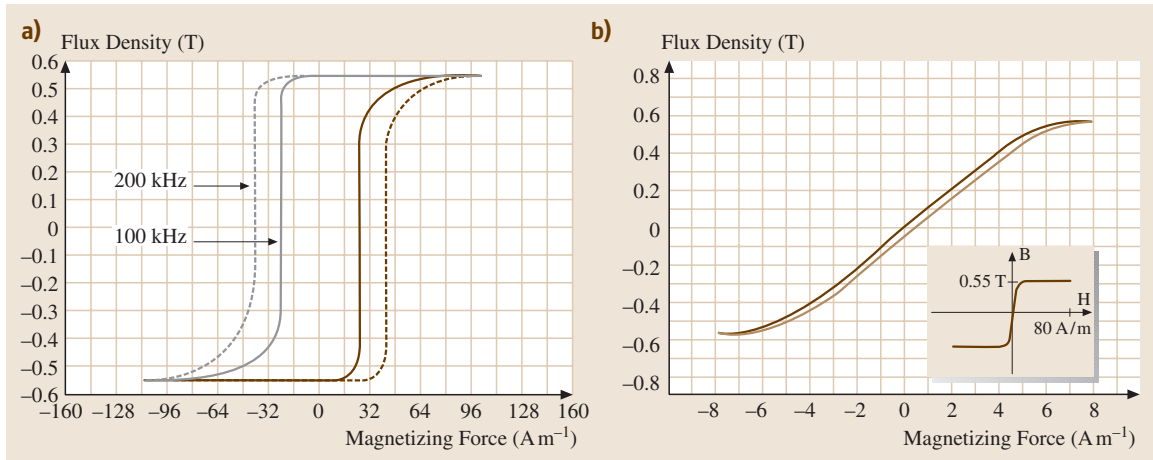 a)
Flux Density (T)
0.6
0.5
0.4
0.3
0.2
0.1
0
–0.1
–0.2
–0.3
–0.4
–0.5
–0.6
200 kHz
100 kHz
–160 –128 –96 –64 –32 0 32 64 96 128 160
Magnetizing Force (A m⁻¹)
b)
Flux Density (T)
0.8
0.6
0.4
0.2
0
–0.2
–0.4
–0.6
–0.8
B
0.55 T
H
80 A/m
–8 –6 –4 –2 0 2 4 6 8
Magnetizing Force (A m⁻¹)